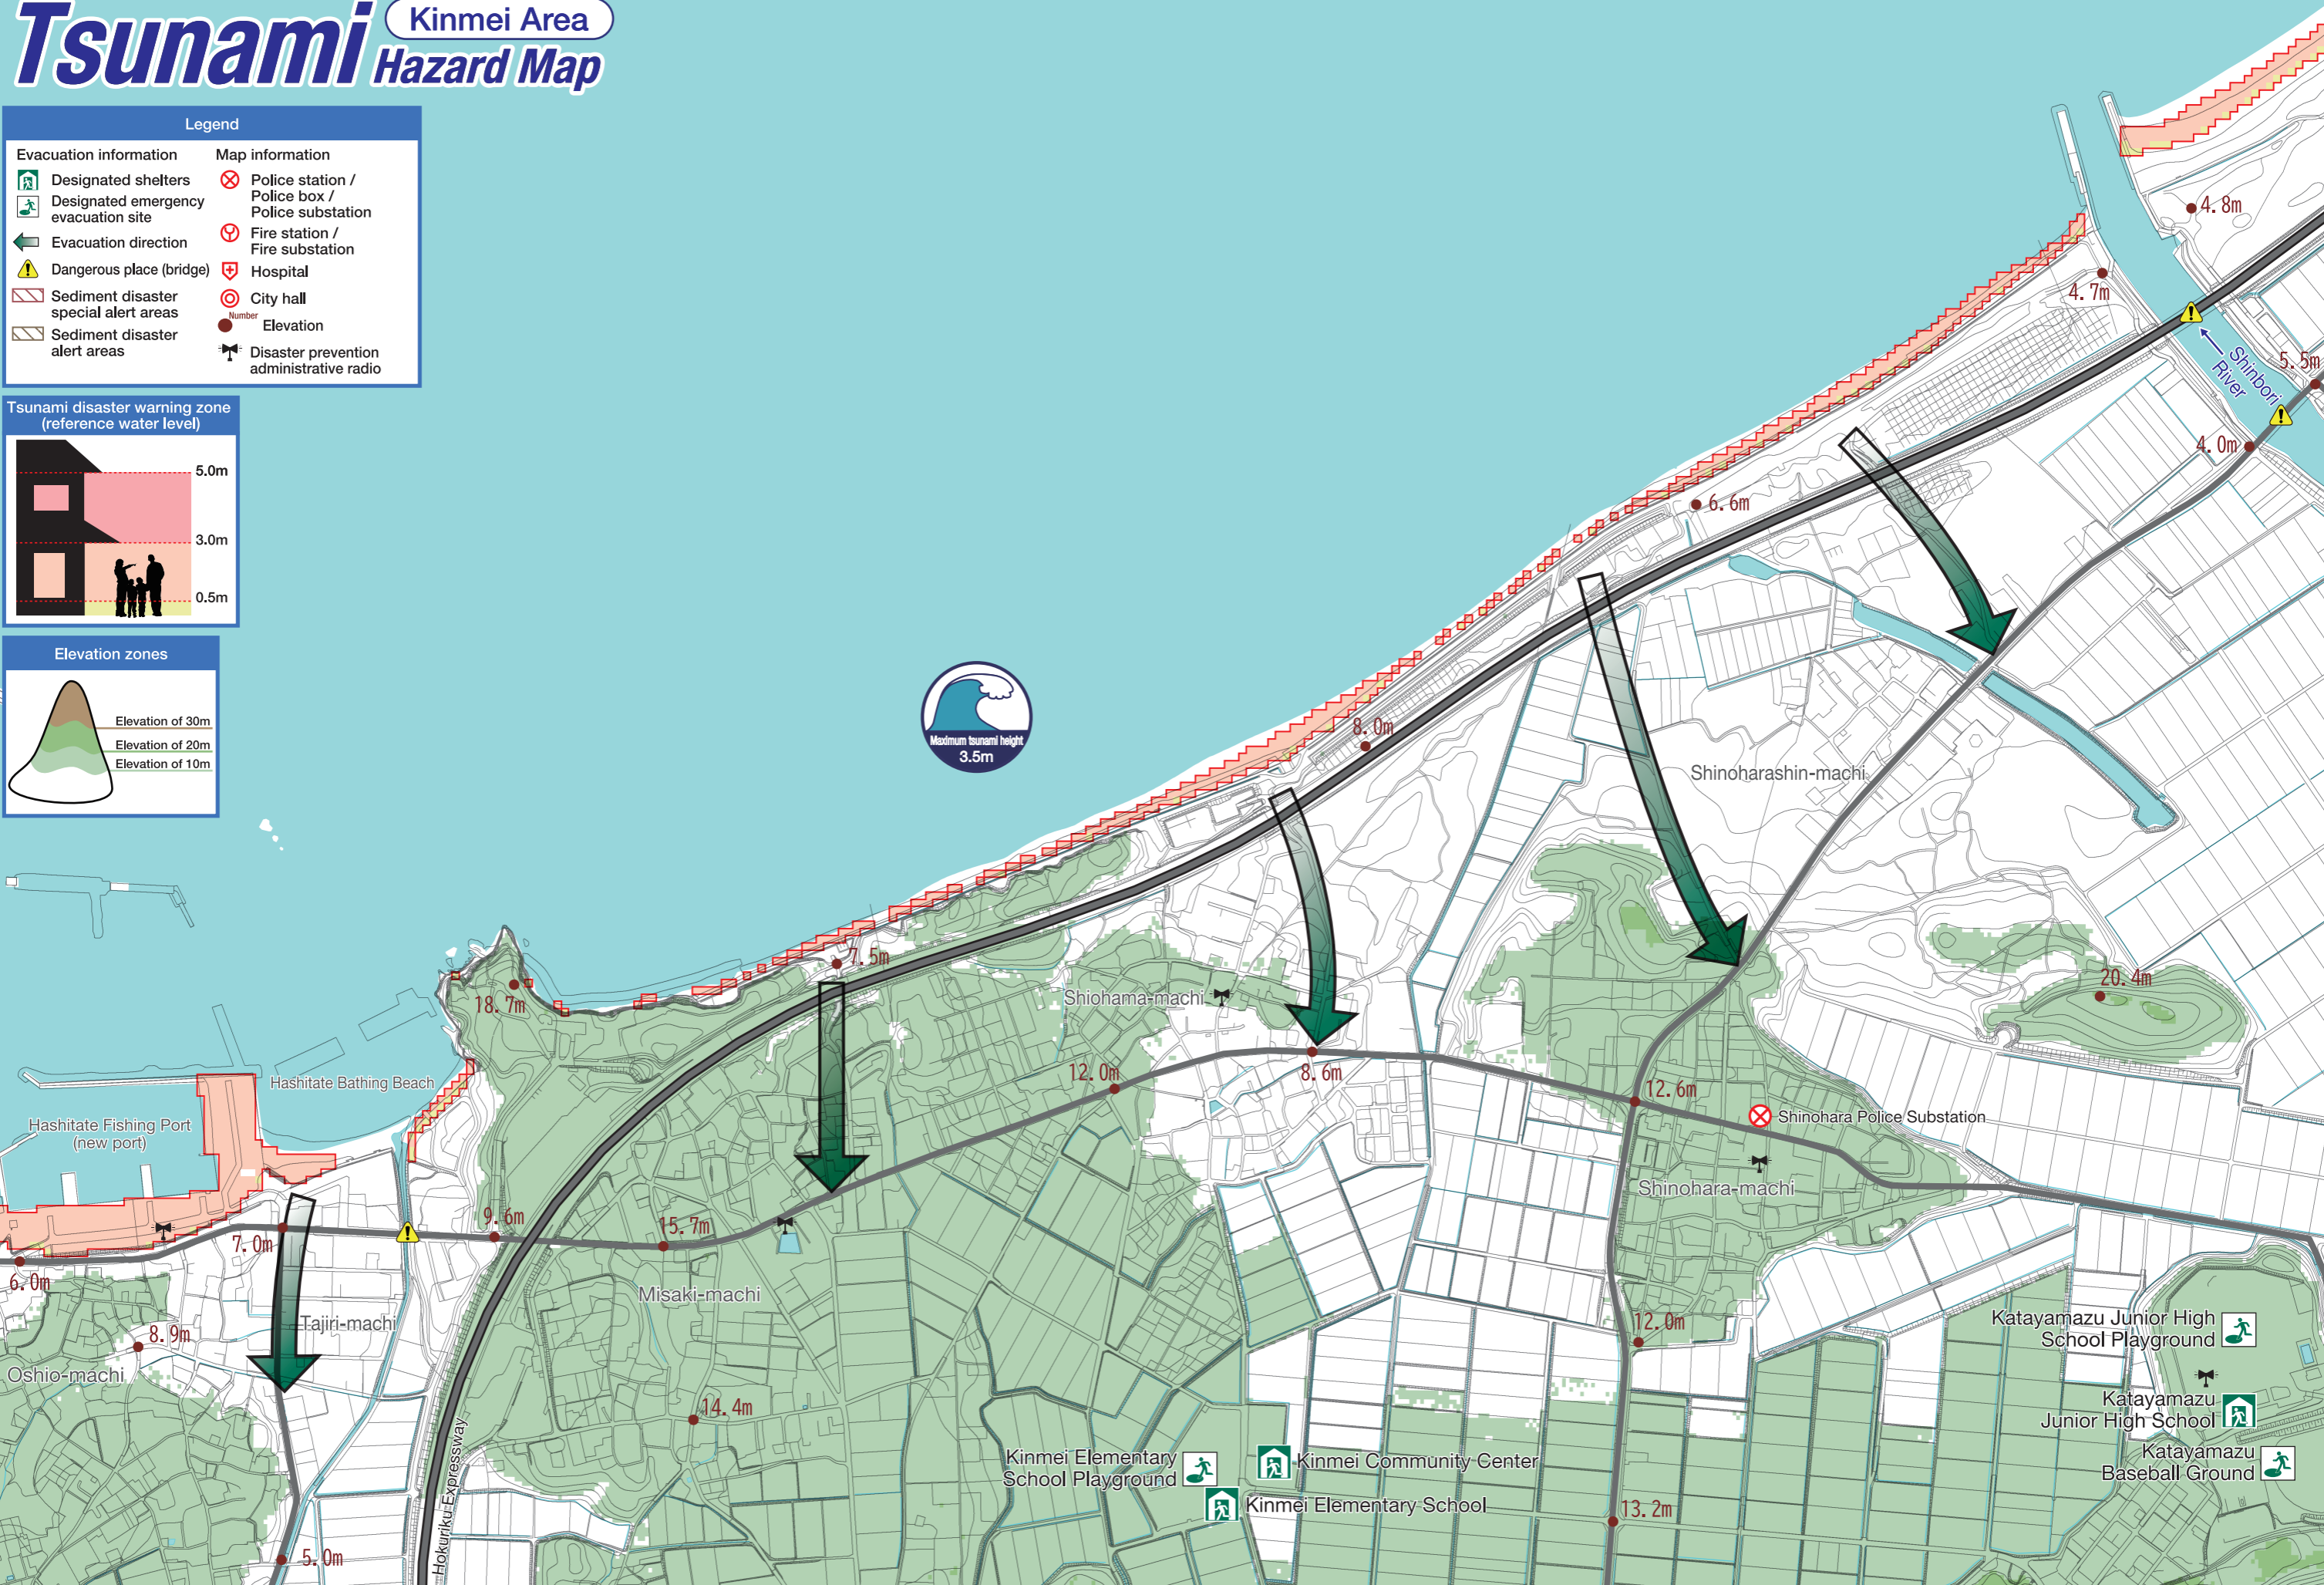 Tsunami
Kinmei Area
Hazard Map
Legend
Evacuation information
Designated shelters
Designated emergency
evacuation site
Evacuation direction
Dangerous place (bridge)
Sediment disaster
special alert areas
Sediment disaster
alert areas
Map information
Police station /
Police box /
Police substation
Fire station /
Fire substation
Hospital
City hall
Number
Elevation
Disaster prevention
administrative radio
Tsunami disaster warning zone
(reference water level)
5.0m
3.0m
0.5m
Elevation zones
Elevation of 30m
Elevation of 20m
Elevation of 10m
Maximum tsunami height
3.5m
4.8m
4.7m
Shinbori
River
5.5m
4.0m
6.6m
8.0m
Shinoharashin-machi
7.5m
18.7m
Shiohama-machi
20.4m
Hashitate Bathing Beach
Hashitate Fishing Port
(new port)
12.0m
8.6m
12.6m
Shinohara Police Substation
Shinohara-machi
9.6m
15.7m
7.0m
6.0m
Misaki-machi
Tajiri-machi
8.9m
Oshio-machi
12.0m
Katayamazu Junior High
School Playground
Katayamazu
Junior High School
Katayamazu
Baseball Ground
14.4m
Hokuriku Expressway
Kinmei Elementary
School Playground
Kinmei Community Center
Kinmei Elementary School
13.2m
5.0m